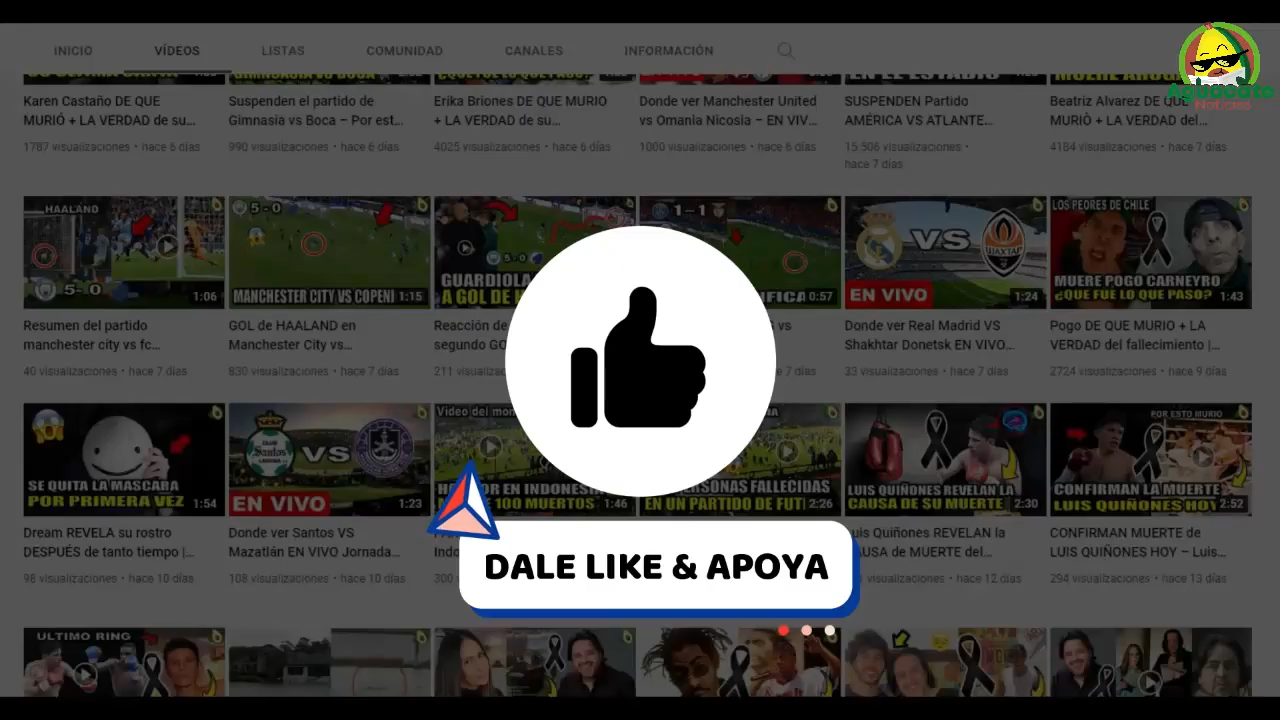 INICIO VÍDEOS LISTAS COMUNIDAD CANALES INFORMACIÓN
Aguacate
Noticias
Karen Castaño DE QUE
MURIÓ + LA VERDAD de su...
1787 visualizaciones • hace 6 días
Suspenden el partido de
Gimnasia vs Boca – Por est...
990 visualizaciones • hace 6 días
Erika Briones DE QUE MURIO
+ LA VERDAD de su...
4025 visualizaciones • hace 6 días
Donde ver Manchester United
vs Omania Nicosia – EN VIV...
1000 visualizaciones • hace 6 días
SUSPENDEN Partido
AMÉRICA VS ATLANTE...
15 506 visualizaciones •
hace 7 días
Beatriz Alvarez DE QUE
MURIÒ + LA VERDAD del...
4184 visualizaciones • hace 7 días
HAALAND
5-0
1:06
Resumen del partido
manchester city vs fc...
40 visualizaciones • hace 7 días
5-0
MANCHESTER CITY VS COPEN
1:15
GOL de HAALAND en
Manchester City vs...
830 visualizaciones • hace 7 días
5-0
GUARDIOLA
A GOL DE
Reacción de
segundo GO
211 visualizaciones
1-1
0:57
vs
hace 7 días
VS
EN VIVO
1:24
Donde ver Real Madrid VS
Shakhtar Donetsk EN VIVO...
33 visualizaciones • hace 7 días
LOS PEORES DE CHILE
MUERE POGO CARNEYRO
¿QUE FUE LO QUE PASO?
1:43
Pogo DE QUE MURIO + LA
VERDAD del fallecimiento |...
2724 visualizaciones • hace 9 días
SE QUITA LA MASCARA
POR PRIMERA VEZ
1:54
Dream REVELA su rostro
DESPUÉS de tanto tiempo |...
98 visualizaciones • hace 10 días
VS
EN VIVO
1:23
Donde ver Santos VS
Mazatlán EN VIVO Jornada...
108 visualizaciones • hace 10 días
Video del mom
OR EN INDONES
100 MUERTOS
1:46
Indo
300
ERSONAS FALLECIDAS
EN UN PARTIDO DE FUT
2:26
LUIS QUIÑONES REVELAN LA
CAUSA DE SU MUERTE
2:30
Luis Quiñones REVELAN la
AUSA de MUERTE del...
visualizaciones • hace 12 días
POR ESTO MURIO
CONFIRMAN LA MUERTE
LUIS QUIÑONES HOY
2:52
CONFIRMAN MUERTE de
LUIS QUIÑONES HOY – Luis...
294 visualizaciones • hace 13 días
DALE LIKE & APOYA
ULTIMO RING